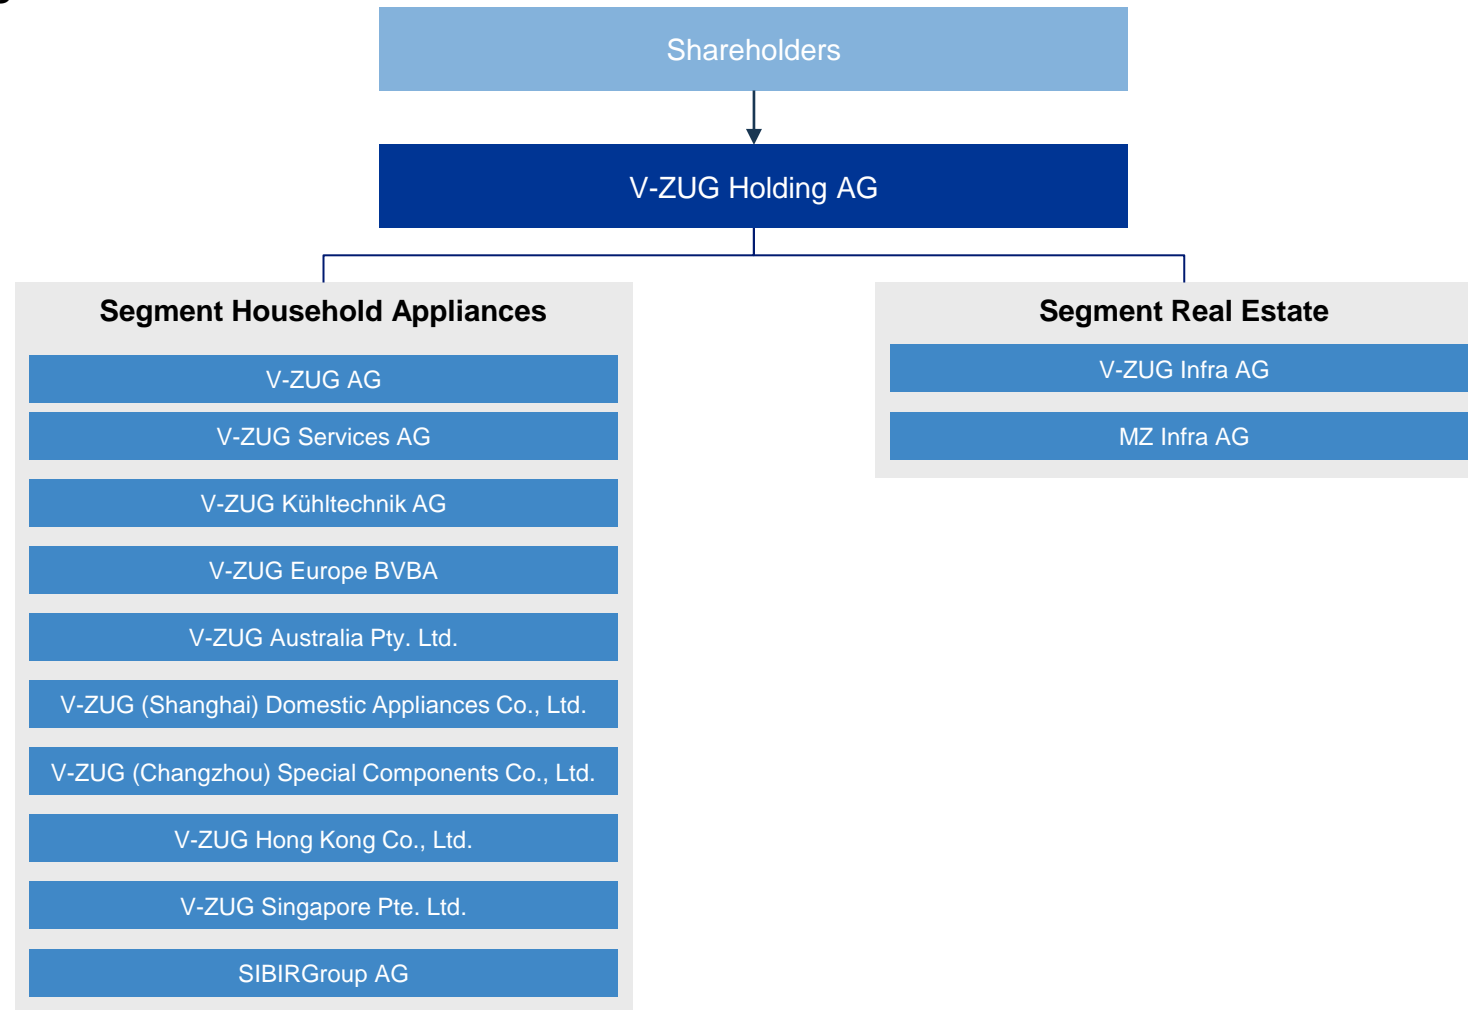 Shareholders
V-ZUG Holding AG
Segment Household Appliances
V-ZUG AG
V-ZUG Services AG
V-ZUG Kühltechnik AG
V-ZUG Europe BVBA
V-ZUG Australia Pty. Ltd.
V-ZUG (Shanghai) Domestic Appliances Co., Ltd.
V-ZUG (Changzhou) Special Components Co., Ltd.
V-ZUG Hong Kong Co., Ltd.
V-ZUG Singapore Pte. Ltd.
SIBIRGroup AG
Segment Real Estate
V-ZUG Infra AG
MZ Infra AG